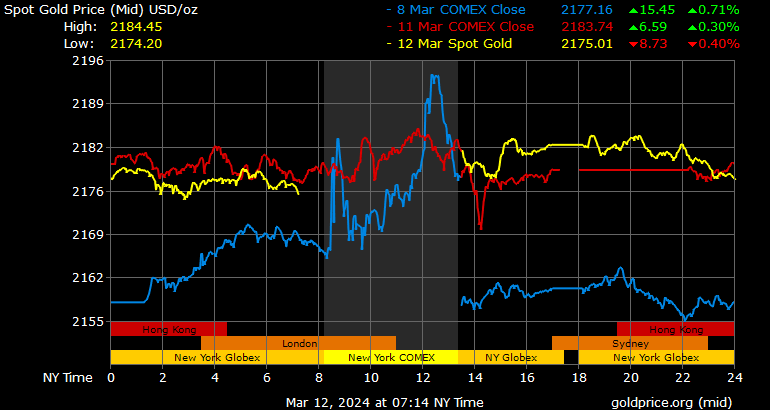 Spot Gold Price (Mid) USD/oz - 8 Mar COMEX Close 2177.16 ▲15.45 ▲0.71%
High: 2184.45 - 11 Mar COMEX Close 2183.74 ▲6.59 ▲0.30%
Low: 2174.20 - 12 Mar Spot Gold 2175.01 ▼8.73 ▼0.40%
2196
2189
2182
2176
2169
2162
2155
Hong Kong Hong Kong
London Sydney
New York Globex New York COMEX NY Globex New York Globex
NY Time 0 2 4 6 8 10 12 14 16 18 20 22 24
Mar 12, 2024 at 07:14 NY Time goldprice.org (mid)